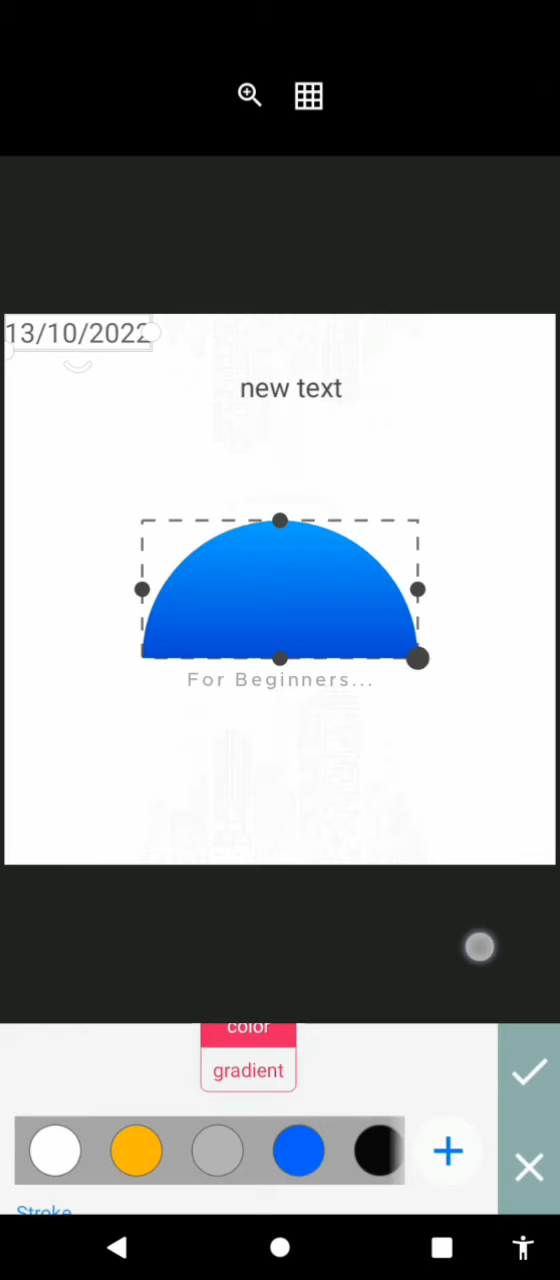 13/10/2022
new text
For Beginners...
color
gradient
Stroke